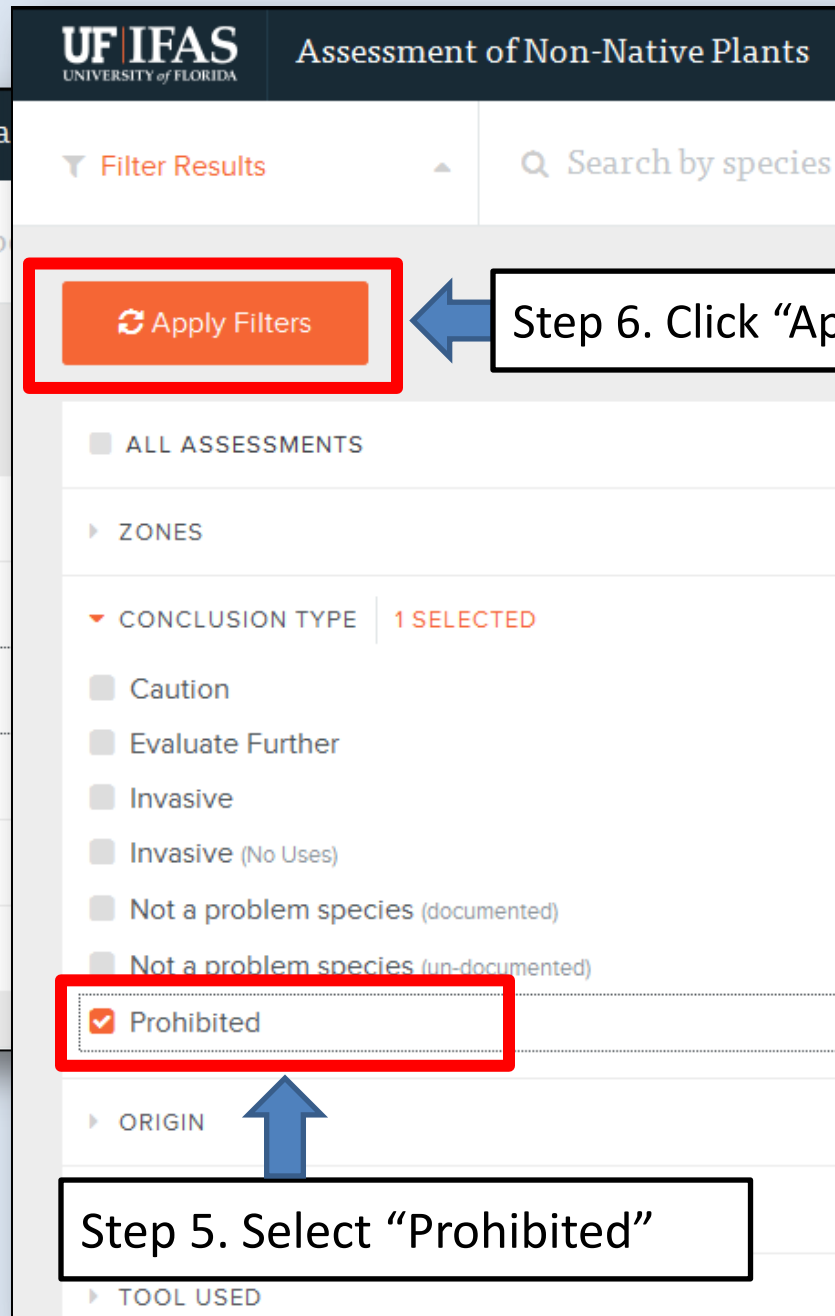 UF|IFAS
UNIVERSITY of FLORIDA
Assessment of Non-Native Plants
Filter Results
Search by species
Apply Filters
Step 6. Click “Ap
ALL ASSESSMENTS
ZONES
CONCLUSION TYPE | 1 SELECTED
Caution
Evaluate Further
Invasive
Invasive (No Uses)
Not a problem species (documented)
Not a problem species (un-documented)
Prohibited
ORIGIN
Step 5. Select “Prohibited”
TOOL USED